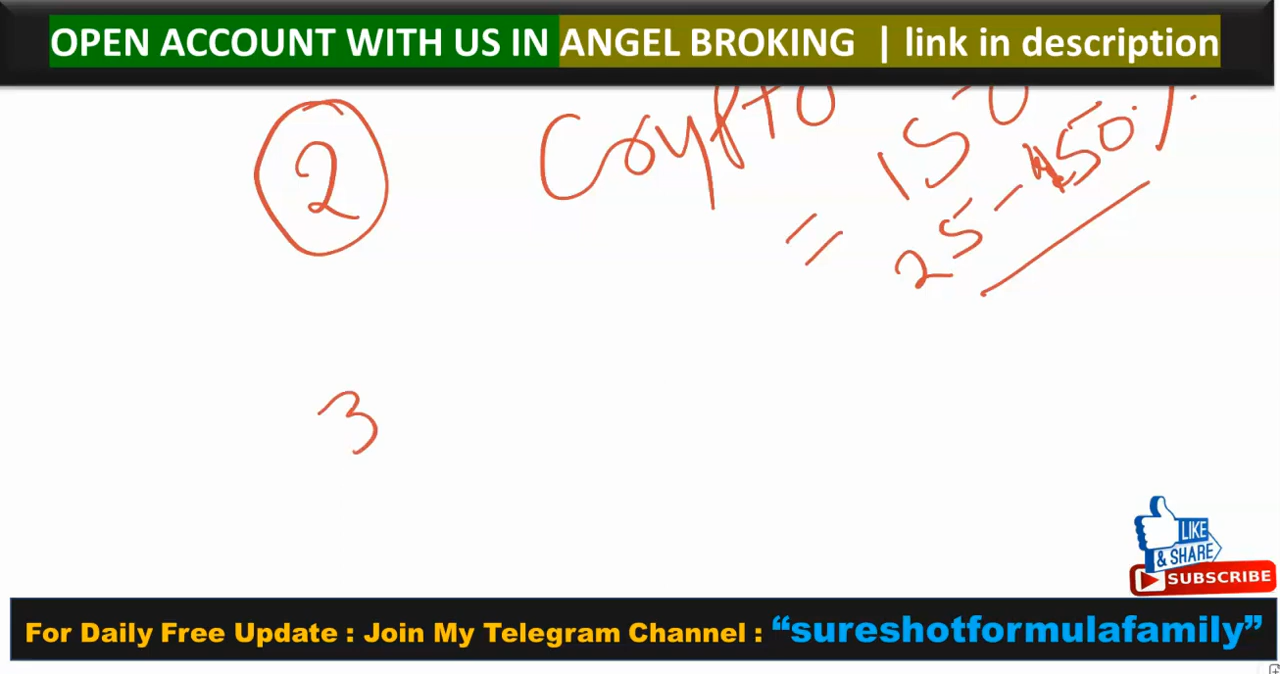 OPEN ACCOUNT WITH US IN ANGEL BROKING | link in description
2 Crypto 150
= 25-
3
LIKE
& SHARE
SUBSCRIBE
For Daily Free Update : Join My Telegram Channel : “sureshotformulafamily”